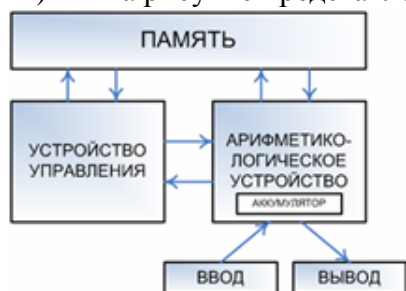 ПАМЯТЬ
УСТРОЙСТВО
УПРАВЛЕНИЯ
АРИФМЕТИКО-
ЛОГИЧЕСКОЕ
УСТРОЙСТВО
АККУМУЛЯТОР
ВВОД
ВЫВОД